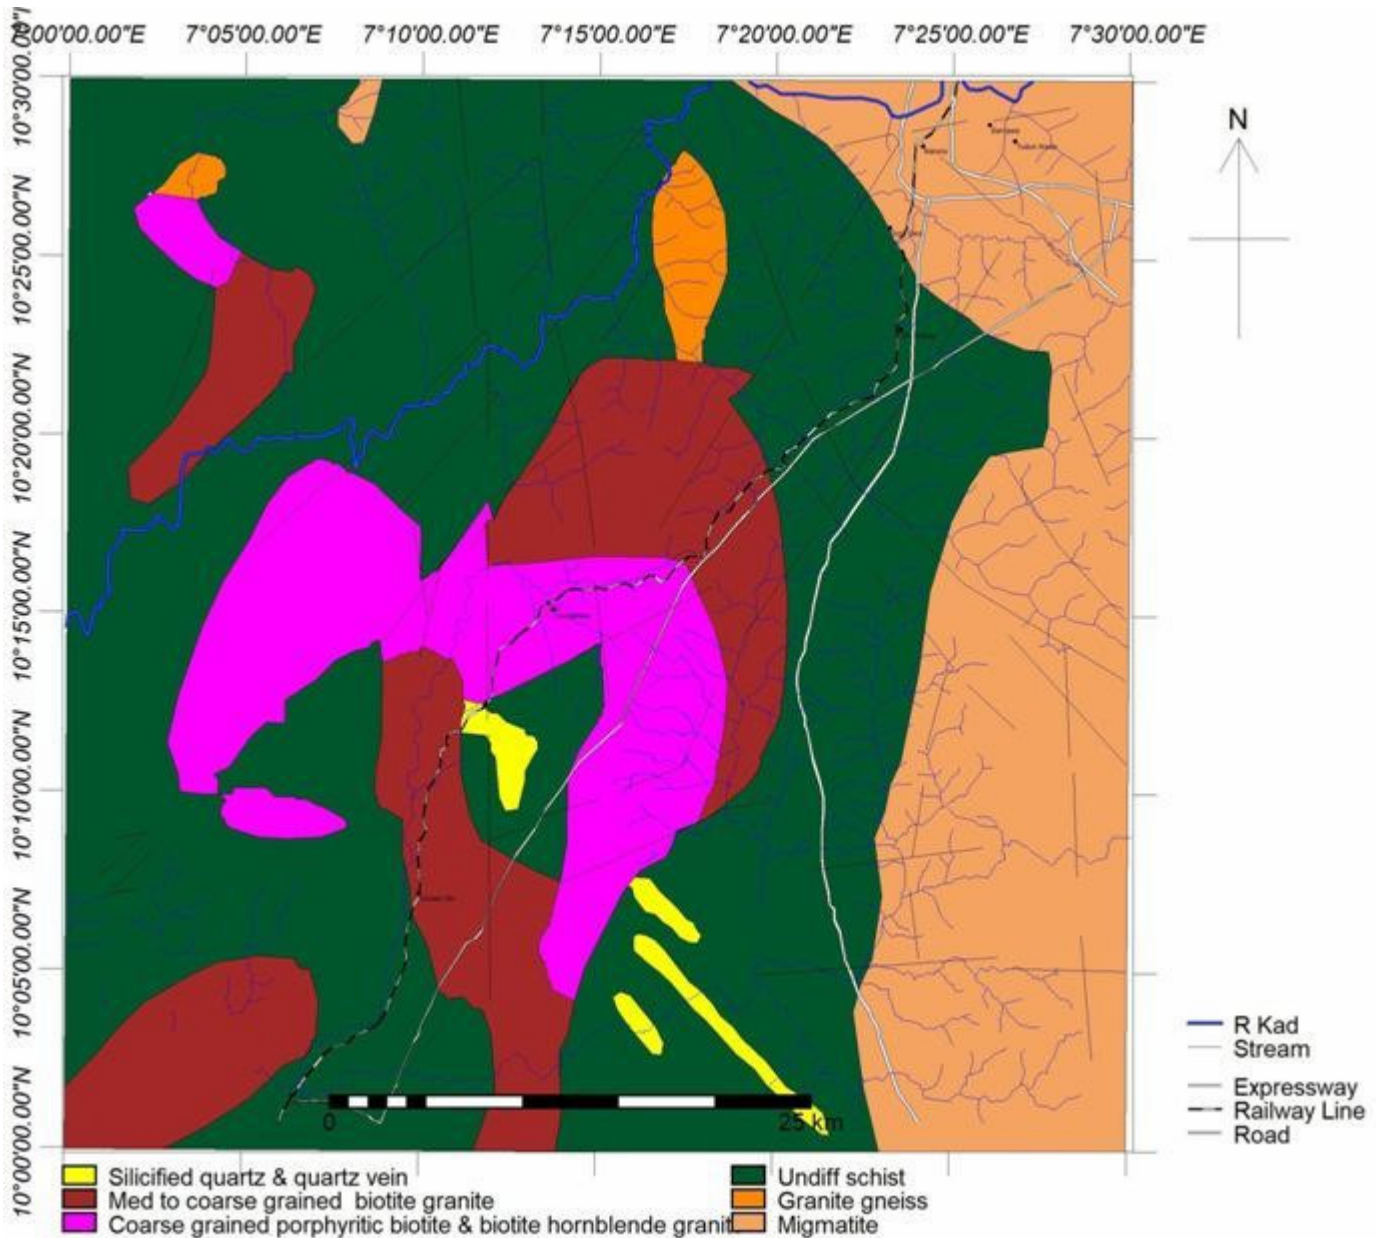 7°00'00.00"E 7°05'00.00"E 7°10'00.00"E 7°15'00.00"E 7°20'00.00"E 7°25'00.00"E 7°30'00.00"E
10°30'00.00"N
10°25'00.00"N
10°20'00.00"N
10°15'00.00"N
10°10'00.00"N
10°05'00.00"N
10°00'00.00"N
N
0 25 km
R Kad
Stream
Expressway
Railway Line
Road
Silicified quartz & quartz vein
Med to coarse grained biotite granite
Coarse grained porphyritic biotite & biotite hornblende granit
Undiff schist
Granite gneiss
Migmatite